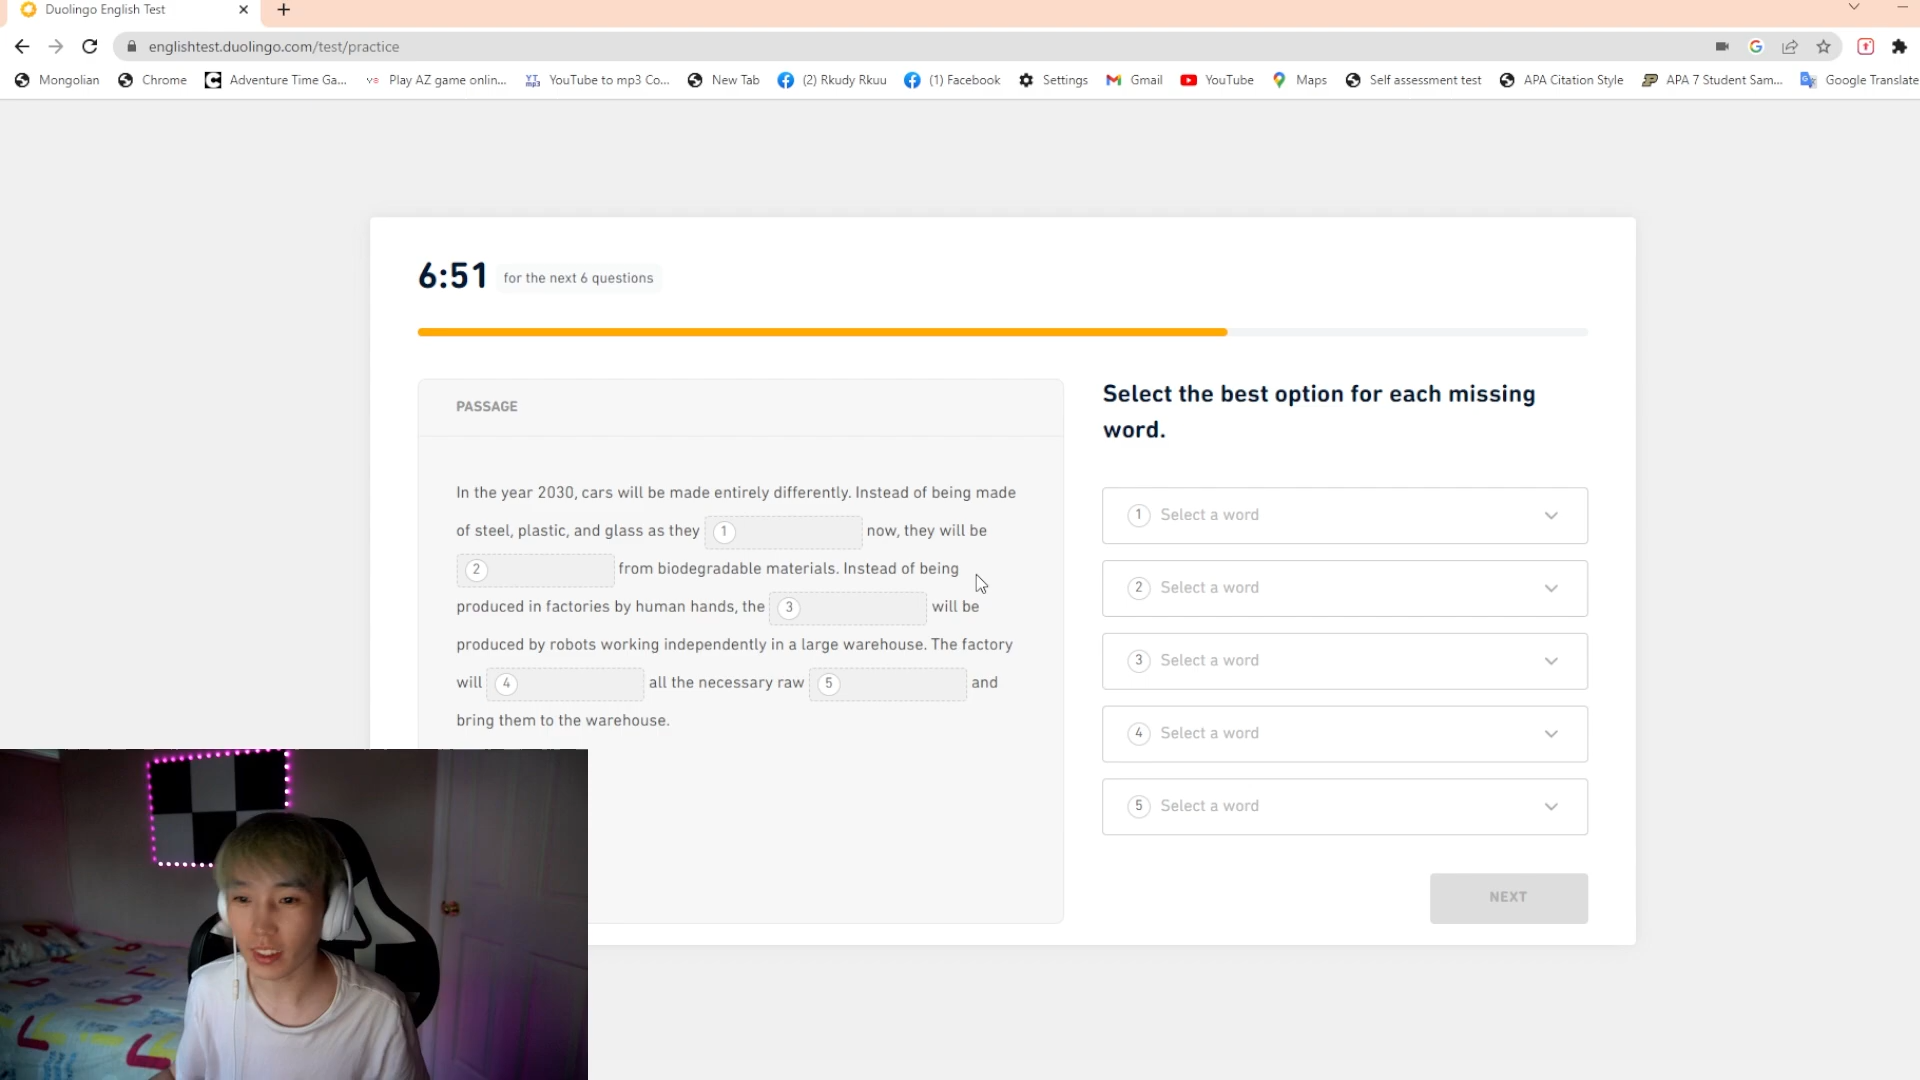 Duolingo English Test
englishtest.duolingo.com/test/practice
Mongolian Chrome Adventure Time Ga... Play AZ game onlin... YT mp3 YouTube to mp3 Co... New Tab (2) Rkudy Rkuu (1) Facebook Settings Gmail YouTube Maps Self assessment test APA Citation Style APA 7 Student Sam... Google Translate
6:51 for the next 6 questions
PASSAGE
In the year 2030, cars will be made entirely differently. Instead of being made
of steel, plastic, and glass as they 1 now, they will be
2 from biodegradable materials. Instead of being
produced in factories by human hands, the 3 will be
produced by robots working independently in a large warehouse. The factory
will 4 all the necessary raw 5 and
bring them to the warehouse.
Select the best option for each missing
word.
1 Select a word
2 Select a word
3 Select a word
4 Select a word
5 Select a word
NEXT